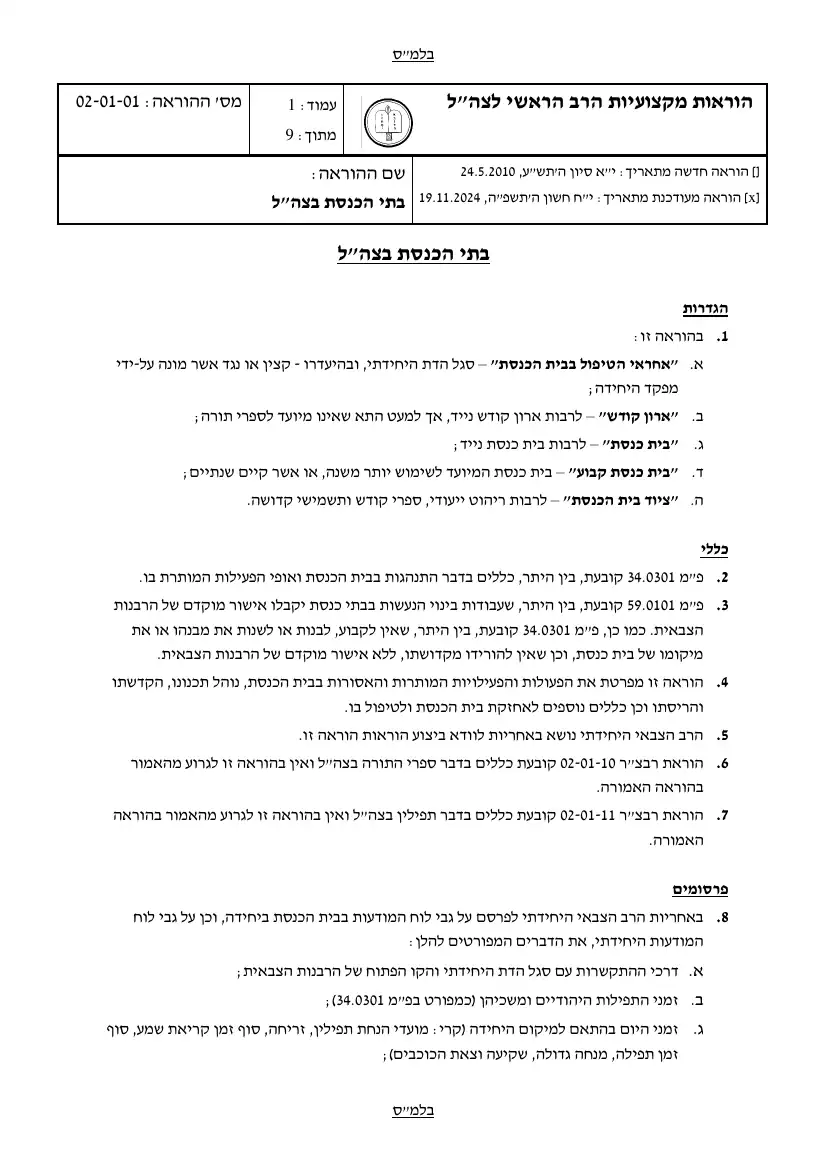 בלמ״ס
הוראות מקצועיות הרב הראשי לצה״ל
עמוד: 1
מתוך: 9
מס׳ ההוראה: 02-01-01
[] הוראה חדשה מתאריך: י״א סיון ה׳תש״ע, 24.5.2010
[x] הוראה מעודכנת מתאריך: י״ח חשון ה׳תשפ״ה, 19.11.2024
שם ההוראה:
בתי הכנסת בצה״ל
בתי הכנסת בצה״ל
הגדרות
1. בהוראה זו:
א. ״אחראי הטיפול בבית הכנסת״ – סגל הדת היחידתי, ובהיעדרו - קצין או נגד אשר מונה על-ידי
מפקד היחידה;
ב. ״ארון קודש״ – לרבות ארון קודש נייד, אך למעט התא שאינו מיועד לספרי תורה;
ג. ״בית כנסת״ – לרבות בית כנסת נייד;
ד. ״בית כנסת קבוע״ – בית כנסת המיועד לשימוש יותר משנה, או אשר קיים שנתיים;
ה. ״ציוד בית הכנסת״ – לרבות ריהוט ייעודי, ספרי קודש ותשמישי קדושה.
כללי
2. פ״מ 34.0301 קובעת, בין היתר, כללים בדבר התנהגות בבית הכנסת ואופי הפעילות המותרת בו.
3. פ״מ 59.0101 קובעת, בין היתר, שעבודות בינוי הנעשות בבתי כנסת יקבלו אישור מוקדם של הרבנות
הצבאית. כמו כן, פ״מ 34.0301 קובעת, בין היתר, שאין לקבוע, לבנות או לשנות את מבנהו או את
מיקומו של בית כנסת, וכן שאין להורידו מקדושתו, ללא אישור מוקדם של הרבנות הצבאית.
4. הוראה זו מפרטת את הפעולות והפעילויות המותרות והאסורות בבית הכנסת, נוהל תכנונו, הקדשתו
והריסתו וכן כללים נוספים לאחזקת בית הכנסת ולטיפול בו.
5. הרב הצבאי היחידתי נושא באחריות לוודא ביצוע הוראות הוראה זו.
6. הוראת רבצ״ר 02-01-10 קובעת כללים בדבר ספרי התורה בצה״ל ואין בהוראה זו לגרוע מהאמור
בהוראה האמורה.
7. הוראת רבצ״ר 02-01-11 קובעת כללים בדבר תפילין בצה״ל ואין בהוראה זו לגרוע מהאמור בהוראה
האמורה.
פרסומים
8. באחריות הרב הצבאי היחידתי לפרסם על גבי לוח המודעות בבית הכנסת ביחידה, וכן על גבי לוח
המודעות היחידתי, את הדברים המפורטים להלן:
א. דרכי ההתקשרות עם סגל הדת היחידתי והקו הפתוח של הרבנות הצבאית;
ב. זמני התפילות היהודיים ומשכיהן (כמפורט בפ״מ 34.0301);
ג. זמני היום בהתאם למיקום היחידה (קרי: מועדי הנחת תפילין, זריחה, סוף זמן קריאת שמע, סוף
זמן תפילה, מנחה גדולה, שקיעה וצאת הכוכבים);
בלמ״ס